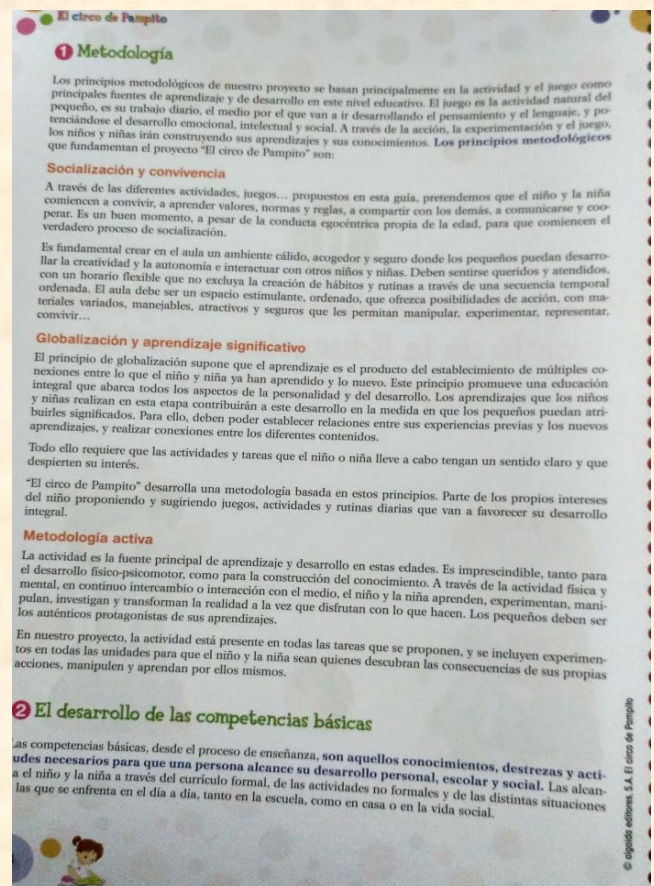 El circo de Pampito
1 Metodología
Los principios metodológicos de nuestro proyecto se basan principalmente en la actividad y el juego como
principales fuentes de aprendizaje y de desarrollo en este nivel educativo. El juego es la actividad natural del
pequeño, es su trabajo diario, el medio por el que van a ir desarrollando el pensamiento y el lenguaje, y po-
tenciándose el desarrollo emocional, intelectual y social. A través de la acción, la experimentación y el juego,
los niños y niñas irán construyendo sus aprendizajes y sus conocimientos. Los principios metodológicos
que fundamentan el proyecto "El circo de Pampito" son:
Socialización y convivencia
A través de las diferentes actividades, juegos... propuestos en esta guía, pretendemos que el niño y la niña
comiencen a convivir, a aprender valores, normas y reglas, a compartir con los demás, a comunicarse y coo-
perar. Es un buen momento, a pesar de la conducta egocéntrica propia de la edad, para que comiencen el
verdadero proceso de socialización.
Es fundamental crear en el aula un ambiente cálido, acogedor y seguro donde los pequeños puedan desarro-
llar la creatividad y la autonomía e interactuar con otros niños y niñas. Deben sentirse queridos y atendidos,
con un horario flexible que no excluya la creación de hábitos y rutinas a través de una secuencia temporal
ordenada. El aula debe ser un espacio estimulante, ordenado, que ofrezca posibilidades de acción, con ma-
teriales variados, manejables, atractivos y seguros que les permitan manipular, experimentar, representar,
convivir...
Globalización y aprendizaje significativo
El principio de globalización supone que el aprendizaje es el producto del establecimiento de múltiples co-
nexiones entre lo que el niño y niña ya han aprendido y lo nuevo. Este principio promueve una educación
integral que abarca todos los aspectos de la personalidad y del desarrollo. Los aprendizajes que los niños
y niñas realizan en esta etapa contribuirán a este desarrollo en la medida en que los pequeños puedan atri-
buirles significados. Para ello, deben poder establecer relaciones entre sus experiencias previas y los nuevos
aprendizajes, y realizar conexiones entre los diferentes contenidos.
Todo ello requiere que las actividades y tareas que el niño o niña lleve a cabo tengan un sentido claro y que
despierten su interés.
"El circo de Pampito" desarrolla una metodología basada en estos principios. Parte de los propios intereses
del niño proponiendo y sugiriendo juegos, actividades y rutinas diarias que van a favorecer su desarrollo
integral.
Metodología activa
La actividad es la fuente principal de aprendizaje y desarrollo en estas edades. Es imprescindible, tanto para
el desarrollo físico-psicomotor, como para la construcción del conocimiento. A través de la actividad física y
mental, en continuo intercambio o interacción con el medio, el niño y la niña aprenden, experimentan, mani-
pulan, investigan y transforman la realidad a la vez que disfrutan con lo que hacen. Los pequeños deben ser
los auténticos protagonistas de sus aprendizajes.
En nuestro proyecto, la actividad está presente en todas las tareas que se proponen, y se incluyen experimen-
tos en todas las unidades para que el niño y la niña sean quienes descubran las consecuencias de sus propias
acciones, manipulen y aprendan por ellos mismos.
2 El desarrollo de las competencias básicas
Las competencias básicas, desde el proceso de enseñanza, son aquellos conocimientos, destrezas y acti-
udes necesarios para que una persona alcance su desarrollo personal, escolar y social. Las alcan-
a el niño y la niña a través del currículo formal, de las actividades no formales y de las distintas situaciones
las que se enfrenta en el día a día, tanto en la escuela, como en casa o en la vida social.
© algaida editores, S.A. El circo de Pampito